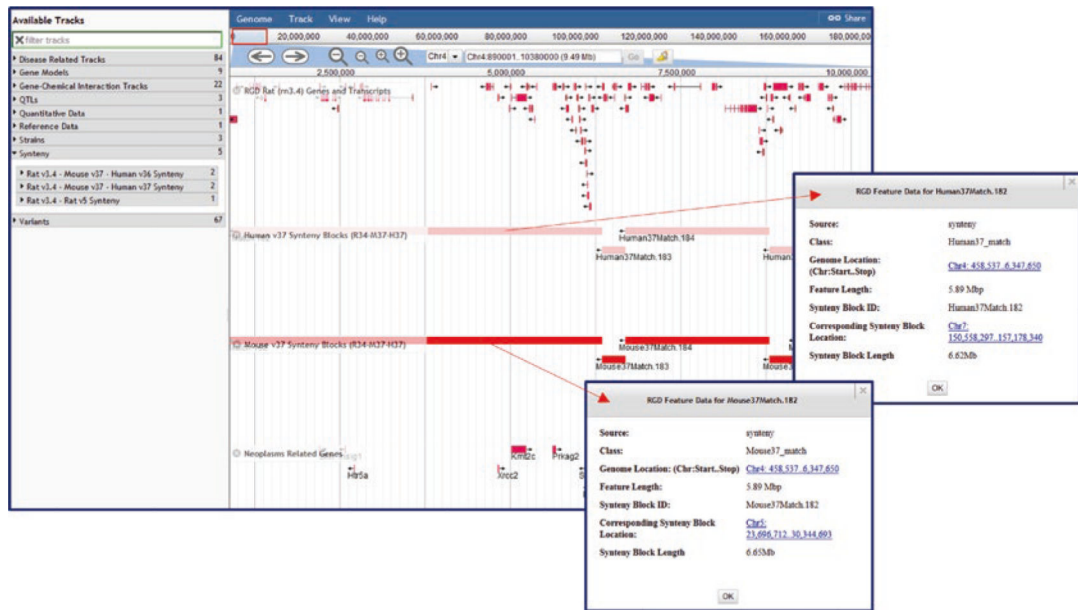 Available Tracks
filter tracks
Disease Related Tracks 84
Gene Models 9
Gene-Chemical Interaction Tracks 22
QTLs 3
Quantitative Data 1
Reference Data 1
Strains 3
Synteny 5
Rat v3.4 - Mouse v37 - Human v36 Synteny 2
Rat v3.4 - Mouse v37 - Human v37 Synteny 2
Rat v3.4 - Rat v5 Synteny 1
Variants 67
Genome Track View Help Share
0 20,000,000 40,000,000 60,000,000 80,000,000 100,000,000 120,000,000 140,000,000 160,000,000 180,000,000
Chr4 Chr4:890001..10380000 (9.49 Mb) Go
2,500,000 5,000,000 7,500,000 10,000,000
RGD Rat (rn3.4) Genes and Transcripts
Human v37 Synteny Blocks (R34-M37-H37)
Human37Match.184
Human37Match.183
Human
Mouse v37 Synteny Blocks (R34-M37-H37)
Mouse37Match.184
Mouse37Match.183
Mouse3
Neoplasms Related Genes
Kmt2c Prkag2
Htr5a
Xrcc2
RGD Feature Data for Human37Match.182
Source: synteny
Class: Human37_match
Genome Location: (Chr:Start..Stop) Chr4: 458,537..6,347,650
Feature Length: 5.89 Mbp
Synteny Block ID: Human37Match.182
Corresponding Synteny Block Location: Chr7: 150,558,297..157,178,340
Synteny Block Length 6.62Mb
OK
RGD Feature Data for Mouse37Match.182
Source: synteny
Class: Mouse37_match
Genome Location: (Chr:Start..Stop) Chr4: 458,537..6,347,650
Feature Length: 5.89 Mbp
Synteny Block ID: Mouse37Match.182
Corresponding Synteny Block Location: Chr5: 23,696,712..30,344,693
Synteny Block Length 6.65Mb
OK